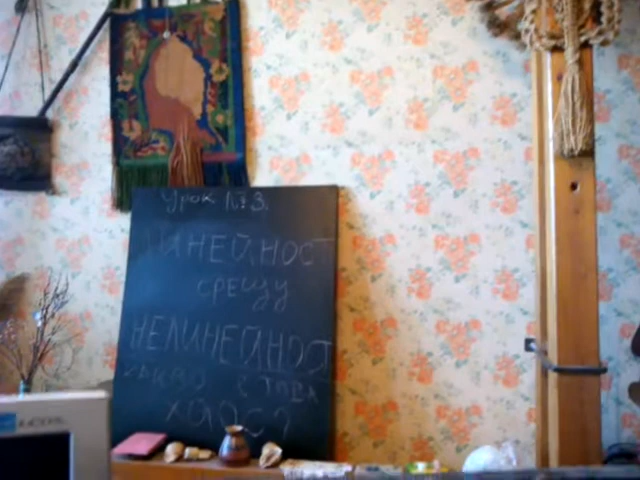 Урок №3.
ЛИНЕЙНОСТ
срещу
НЕЛИНЕЙНОСТ
КАКВО Е ТОВА
ХАОС?